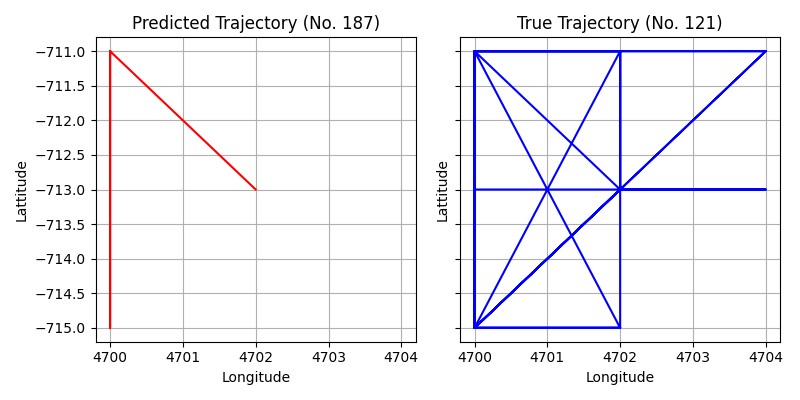 Predicted Trajectory (No. 187)
True Trajectory (No. 121)
−711.0
−711.5
−712.0
−712.5
−713.0
−713.5
−714.0
−714.5
−715.0
Lattitude
Lattitude
4700 4701 4702 4703 4704
4700 4701 4702 4703 4704
Longitude
Longitude